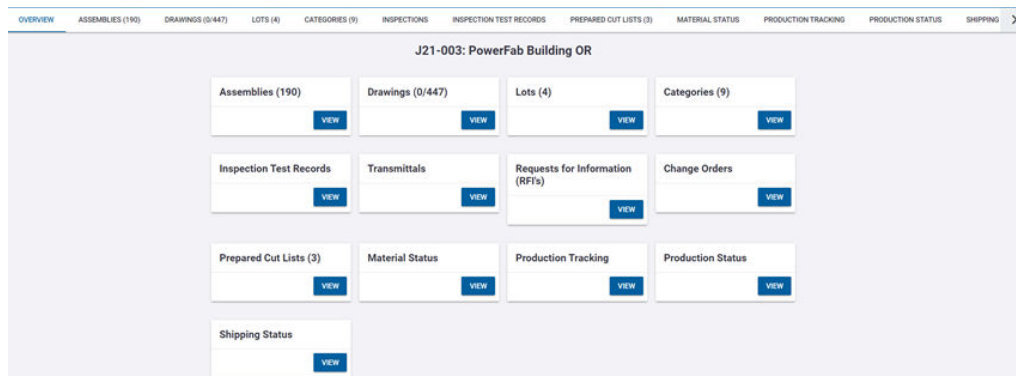 OVERVIEW ASSEMBLIES (190) DRAWINGS (0/447) LOTS (4) CATEGORIES (9) INSPECTIONS INSPECTION TEST RECORDS PREPARED CUT LISTS (3) MATERIAL STATUS PRODUCTION TRACKING PRODUCTION STATUS SHIPPING
J21-003: PowerFab Building OR
Assemblies (190)
VIEW
Drawings (0/447)
VIEW
Lots (4)
VIEW
Categories (9)
VIEW
Inspection Test Records
VIEW
Transmittals
VIEW
Requests for Information
(RFI's)
VIEW
Change Orders
VIEW
Prepared Cut Lists (3)
VIEW
Material Status
VIEW
Production Tracking
VIEW
Production Status
VIEW
Shipping Status
VIEW